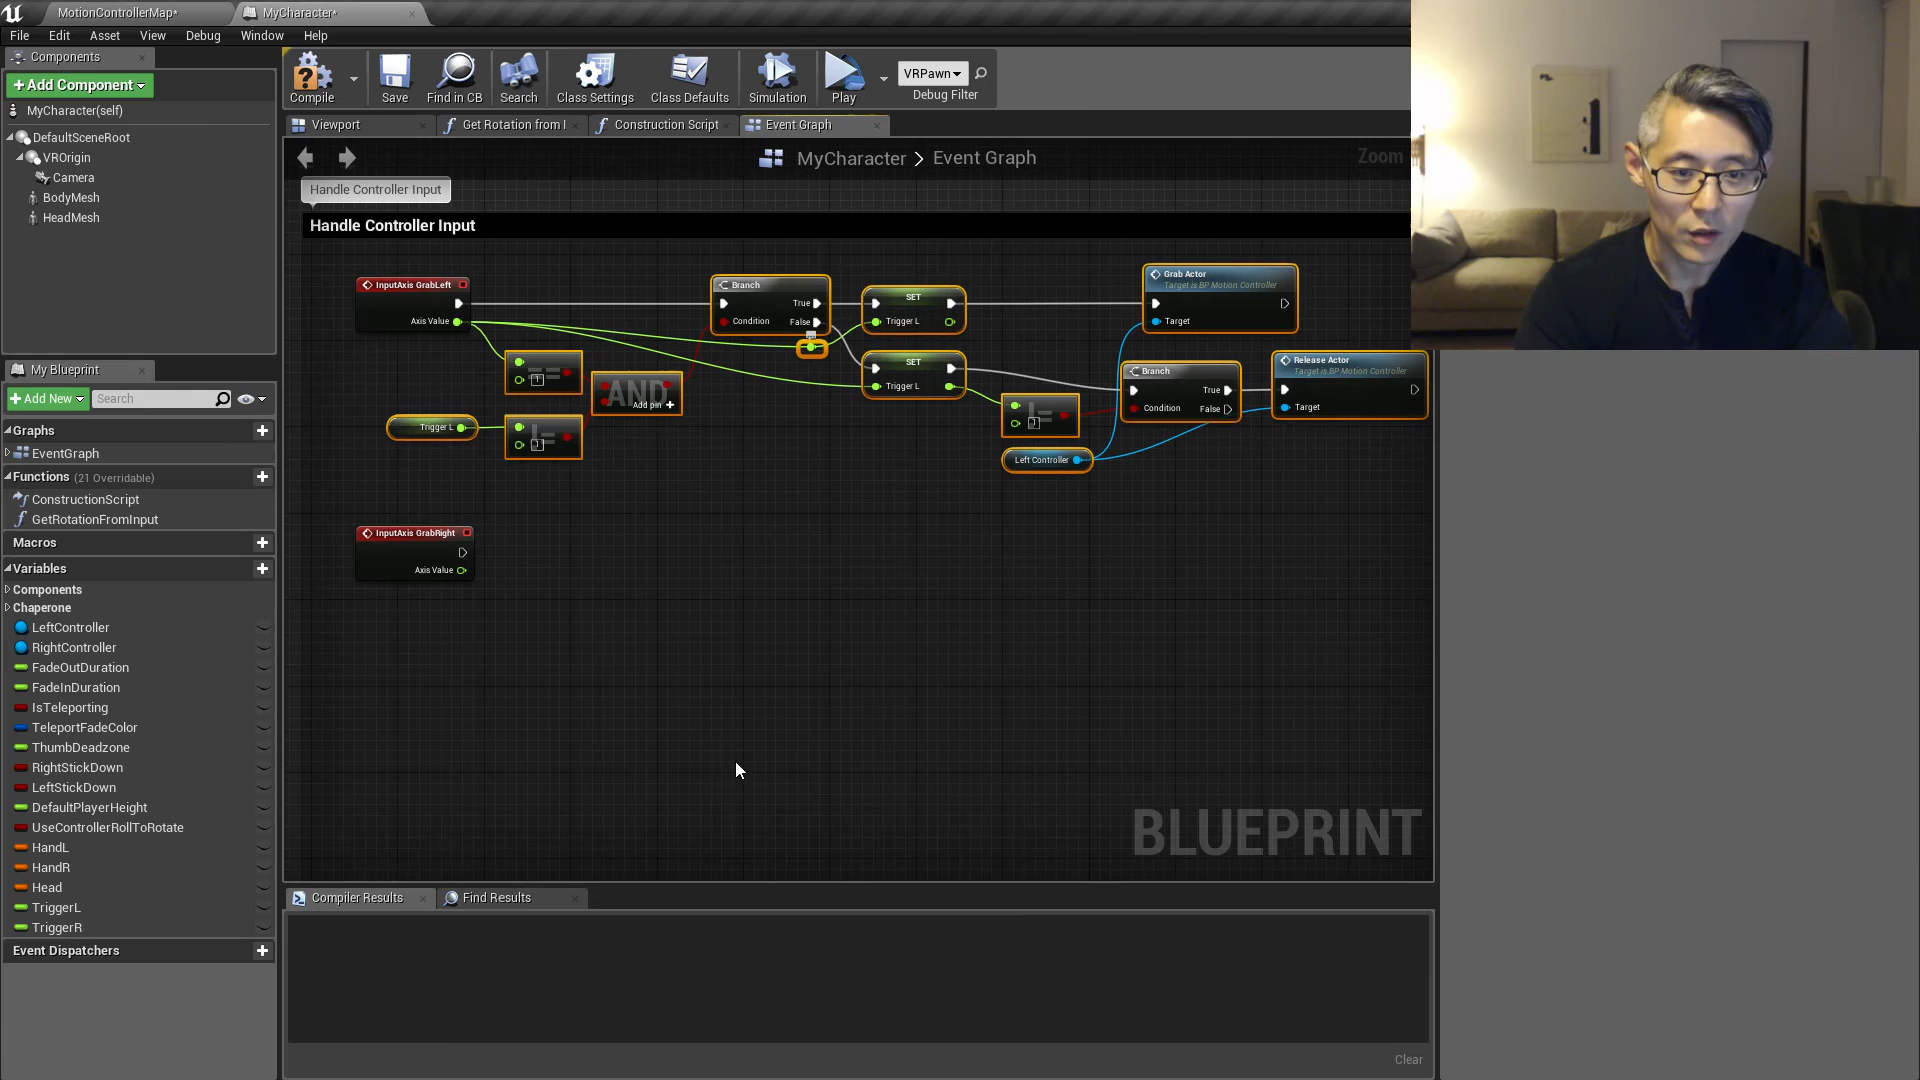 MotionControllerMap*
MyCharacter*
File Edit Asset View Debug Window Help
Components
Add Component
MyCharacter(self)
DefaultSceneRoot
VROrigin
Camera
BodyMesh
HeadMesh
Compile
Save
Find in CB
Search
Class Settings
Class Defaults
Simulation
Play
VRPawn
Debug Filter
Viewport
Get Rotation from I
Construction Script
Event Graph
MyCharacter > Event Graph
Zoom
Handle Controller Input
Handle Controller Input
InputAxis GrabLeft
Axis Value
Branch
True
Condition
False
SET
Trigger L
SET
Trigger L
Grab Actor
Target is BP Motion Controller
Target
==
1
AND
Add pin +
Trigger L
!=
1
!=
1
Branch
True
Condition
False
Release Actor
Target is BP Motion Controller
Target
Left Controller
InputAxis GrabRight
Axis Value
BLUEPRINT
My Blueprint
Add New
Search
Graphs
EventGraph
Functions (21 Overridable)
ConstructionScript
GetRotationFromInput
Macros
Variables
Components
Chaperone
LeftController
RightController
FadeOutDuration
FadeInDuration
IsTeleporting
TeleportFadeColor
ThumbDeadzone
RightStickDown
LeftStickDown
DefaultPlayerHeight
UseControllerRollToRotate
HandL
HandR
Head
TriggerL
TriggerR
Event Dispatchers
Compiler Results
Find Results
Clear